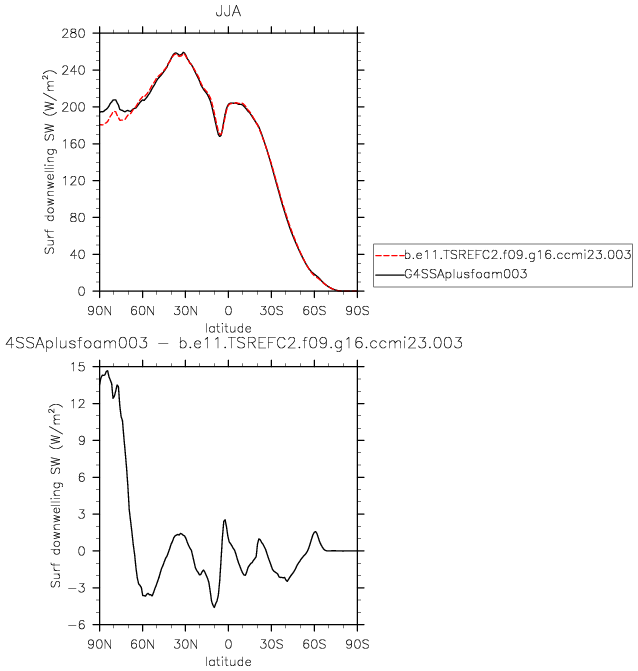 JJA
280
240
200
160
120
80
40
0
Surf downwelling SW (W/m²)
90N 60N 30N 0 30S 60S 90S
latitude
b.e11.TSREFC2.f09.g16.ccmi23.003
G4SSAplusfoam003
4SSAplusfoam003 – b.e11.TSREFC2.f09.g16.ccmi23.003
15
12
9
6
3
0
−3
−6
Surf downwelling SW (W/m²)
90N 60N 30N 0 30S 60S 90S
latitude